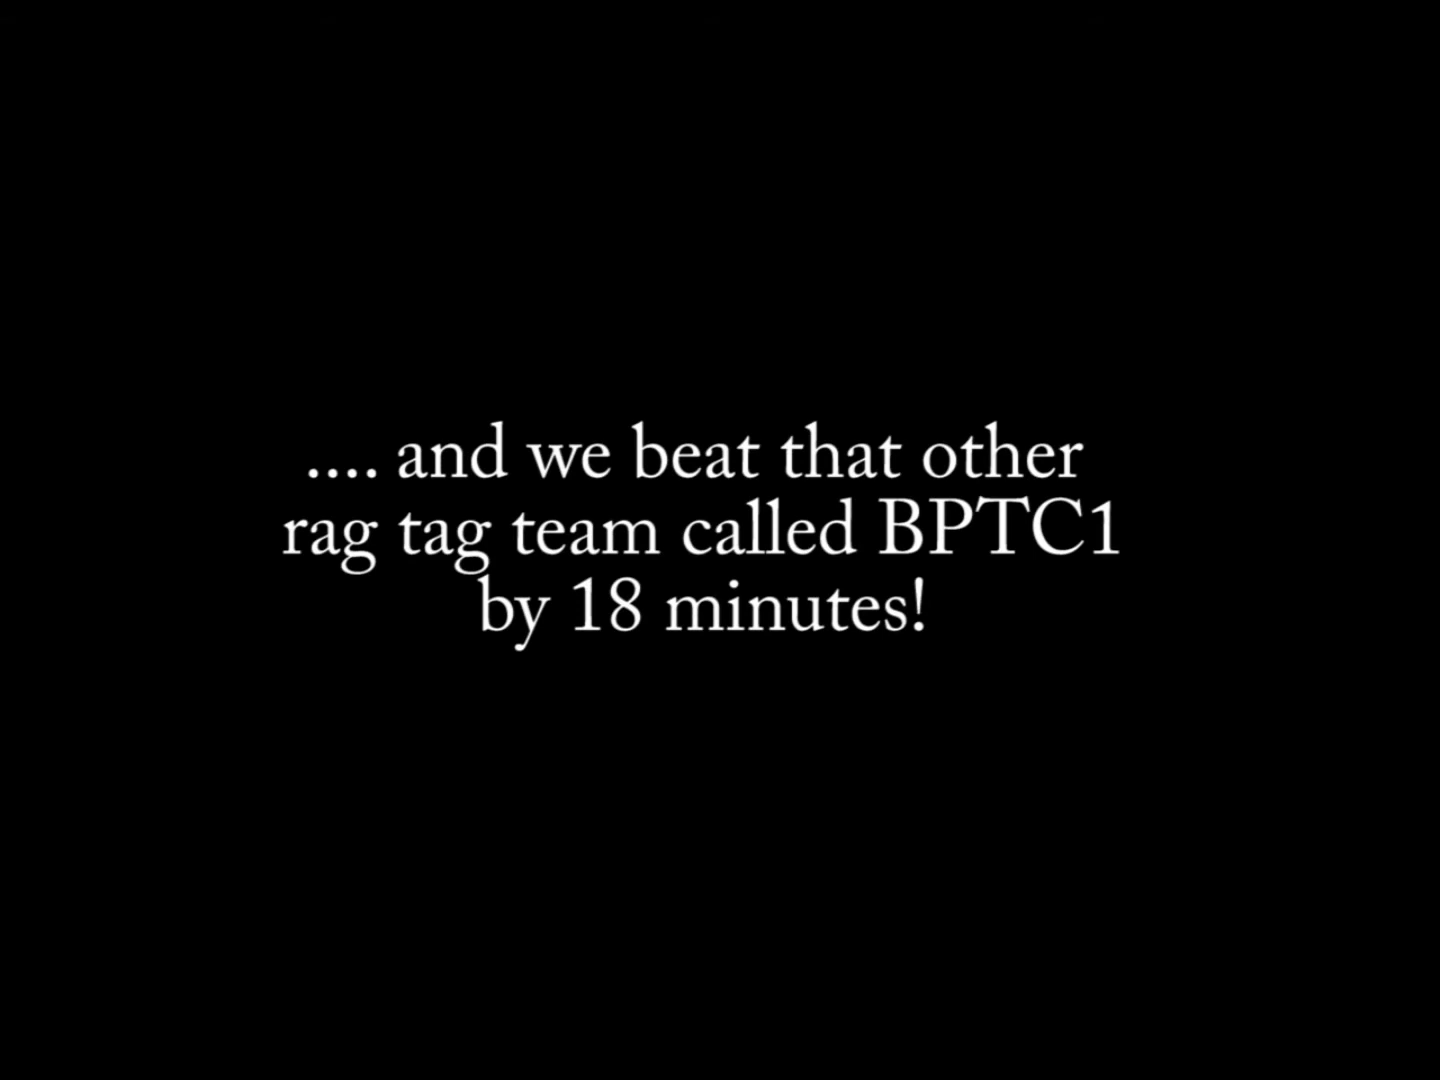 .... and we beat that other
rag tag team called BPTC1
by 18 minutes!